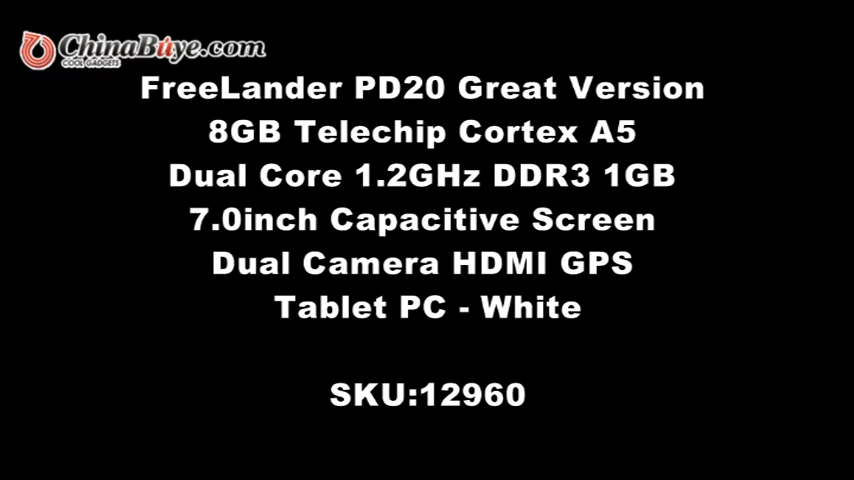 ChinaBuye.com
COOL GADGETS
FreeLander PD20 Great Version
8GB Telechip Cortex A5
Dual Core 1.2GHz DDR3 1GB
7.0inch Capacitive Screen
Dual Camera HDMI GPS
Tablet PC - White
SKU:12960